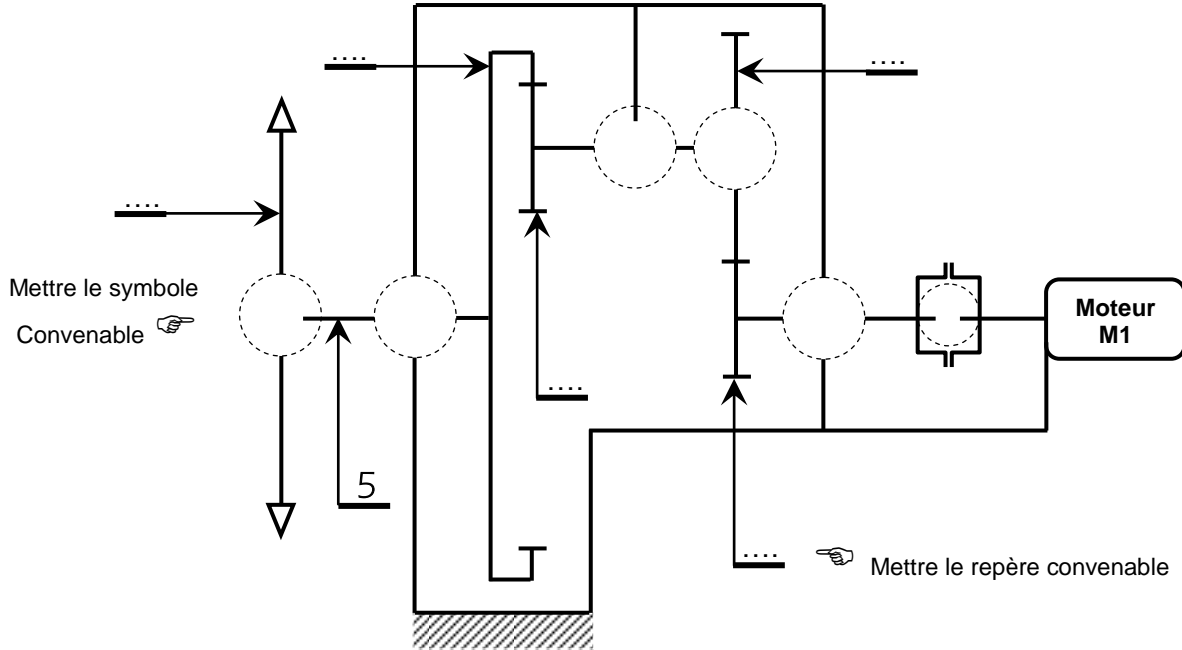 ....
....
....
Mettre le symbole
Convenable
Moteur
M1
....
5
....
Mettre le repère convenable